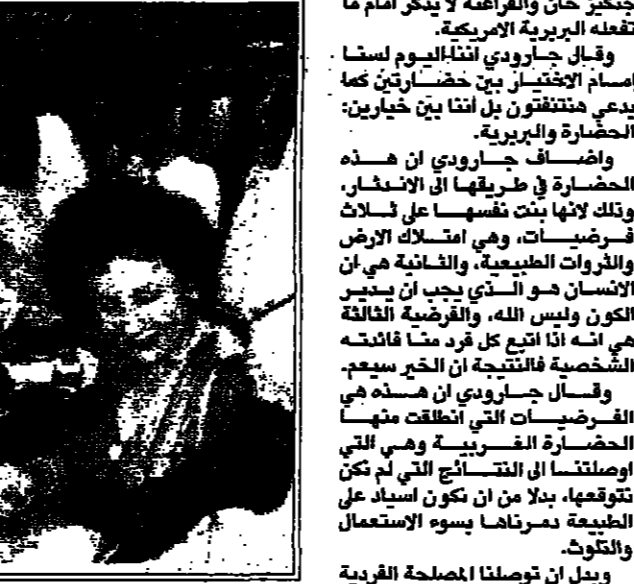 جنكيز خان والفراعنة لا يذكر امام ما
تفعله البربرية الامريكية.
وقال جارودي اننا اليوم لسنا
امام الاختيار بين حضارتين كما
يدعي هنتنفتون بل أننا بين خيارين:
الحضارة والبربرية.
واضاف جارودي ان هذه
الحضارة في طريقها الى الاندثار،
وذلك لانها بنت نفسها على ثلاث
فرضيات، وهي امتلاك الارض
والثروات الطبيعية، والثانية هي ان
الانسان هو الذي يجب ان يدير
الكون وليس الله، والفرضية الثالثة
هي انه اذا اتبع كل فرد منا فائدته
الشخصية فالنتيجة ان الخير سيعم.
وقال جارودي ان هذه هي
الفرضيات التي انطلقت منها
الحضارة الغربية وهي التي
اوصلتنا الى النتائج التي لم نكن
نتوقعها، بدلا من ان نكون اسياد على
الطبيعة دمرناها بسوء الاستعمال
والتلوث.
وبدل ان توصلنا المصلحة الفردية